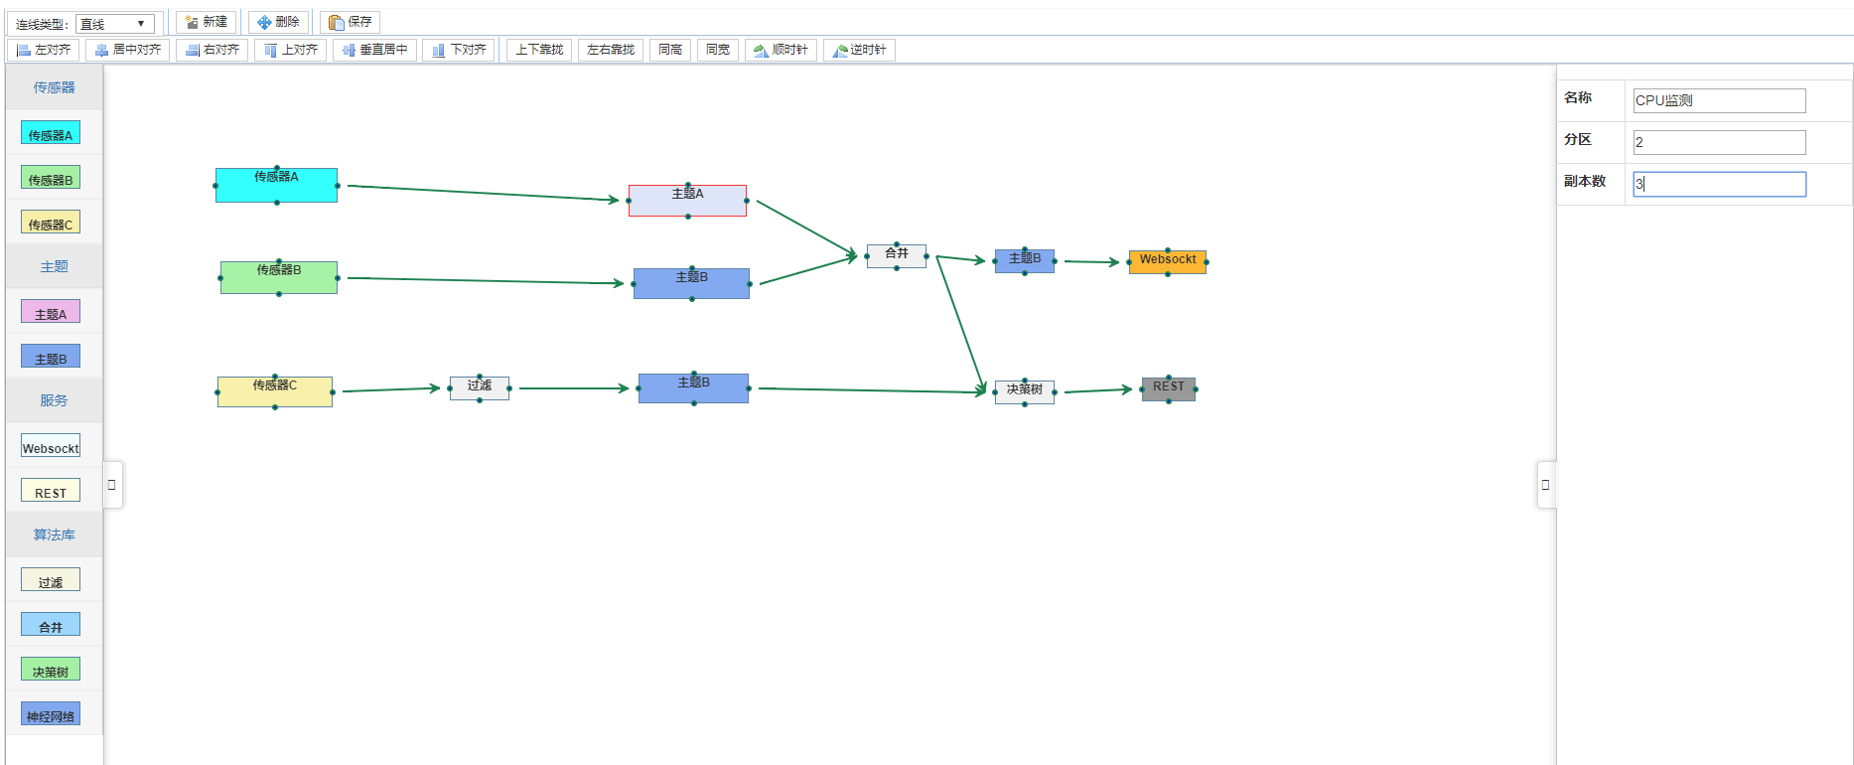 连线类型: 直线 新建 删除 保存
左对齐 居中对齐 右对齐 上对齐 垂直居中 下对齐 上下靠拢 左右靠拢 同高 同宽 顺时针 逆时针
传感器
传感器A
传感器B
传感器C
主题
主题A
主题B
服务
Websockt
REST
算法库
过滤
合并
决策树
神经网络
传感器A
主题A
合并
主题B
Websockt
传感器B
主题B
传感器C
过滤
主题B
决策树
REST
名称 CPU监测
分区 2
副本数 3